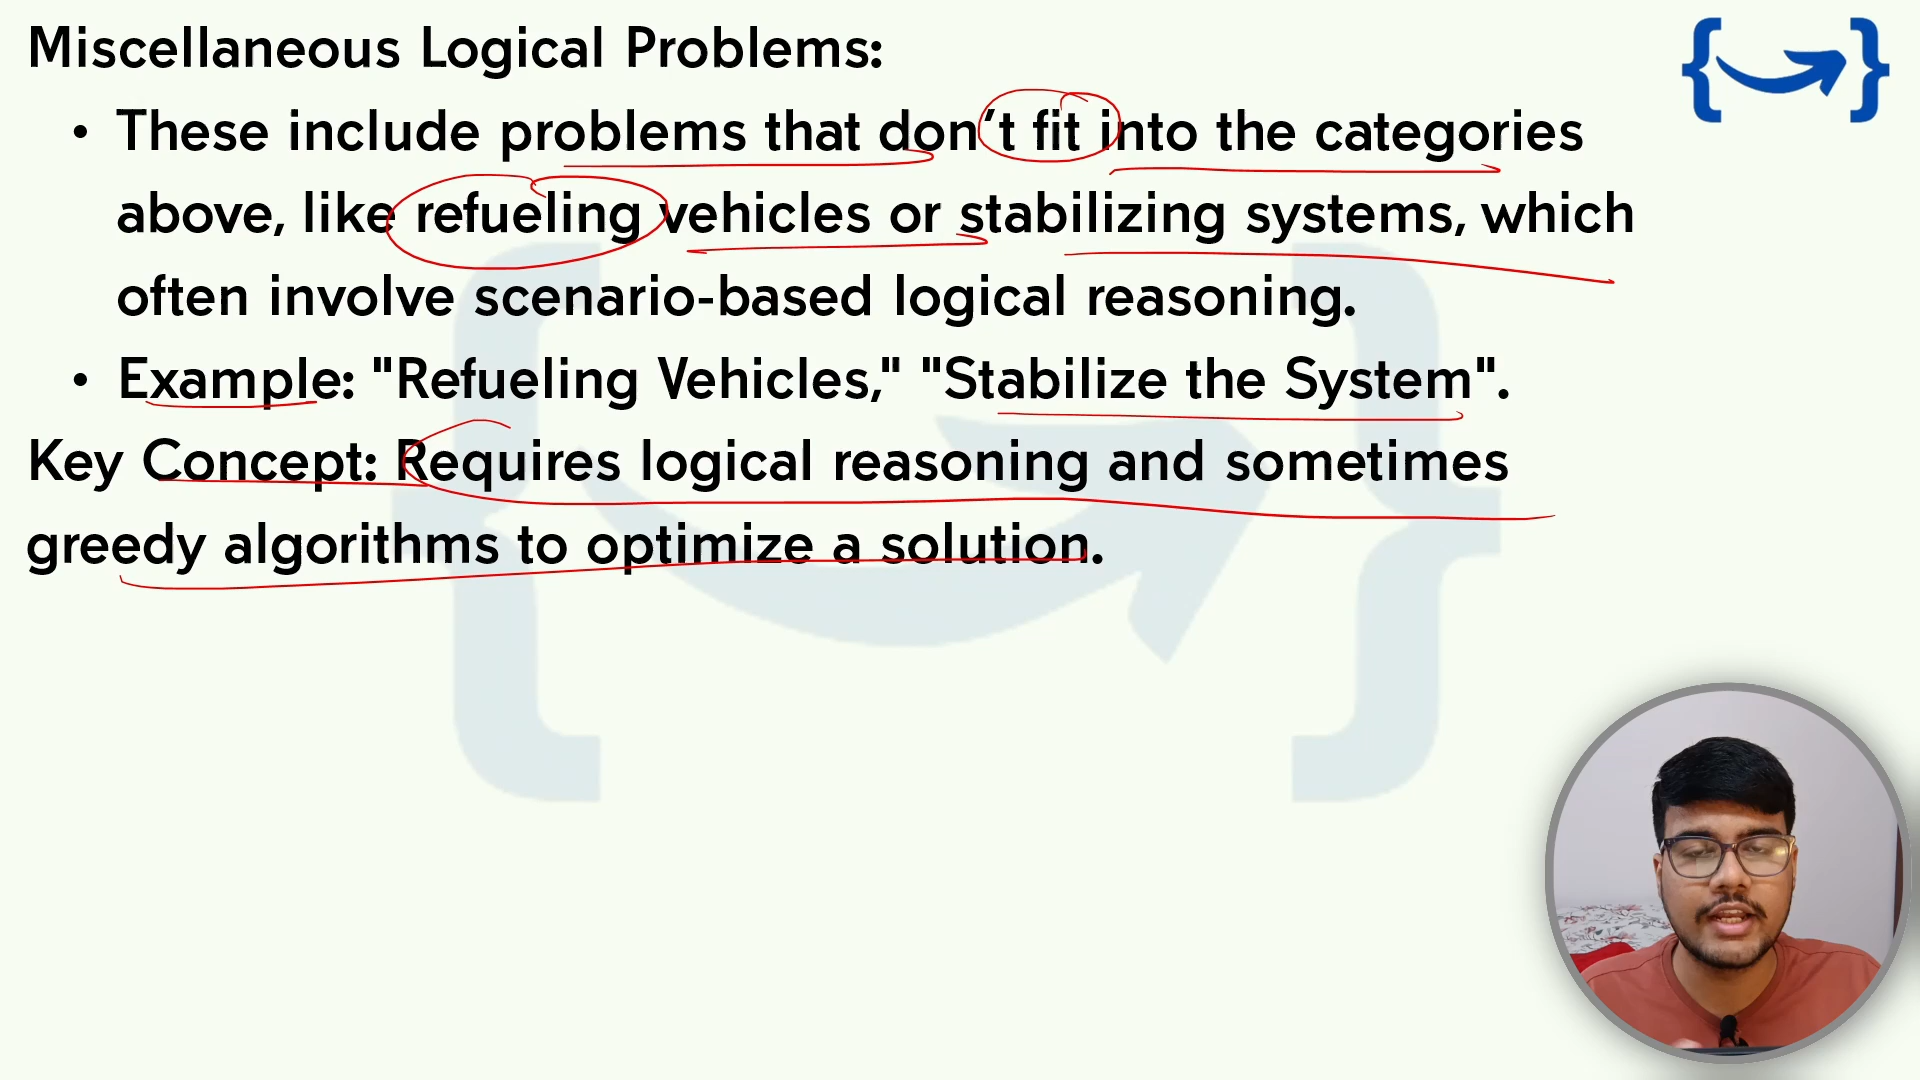 Miscellaneous Logical Problems:
• These include problems that don't fit into the categories
above, like refueling vehicles or stabilizing systems, which
often involve scenario-based logical reasoning.
• Example: "Refueling Vehicles," "Stabilize the System".
Key Concept: Requires logical reasoning and sometimes
greedy algorithms to optimize a solution.